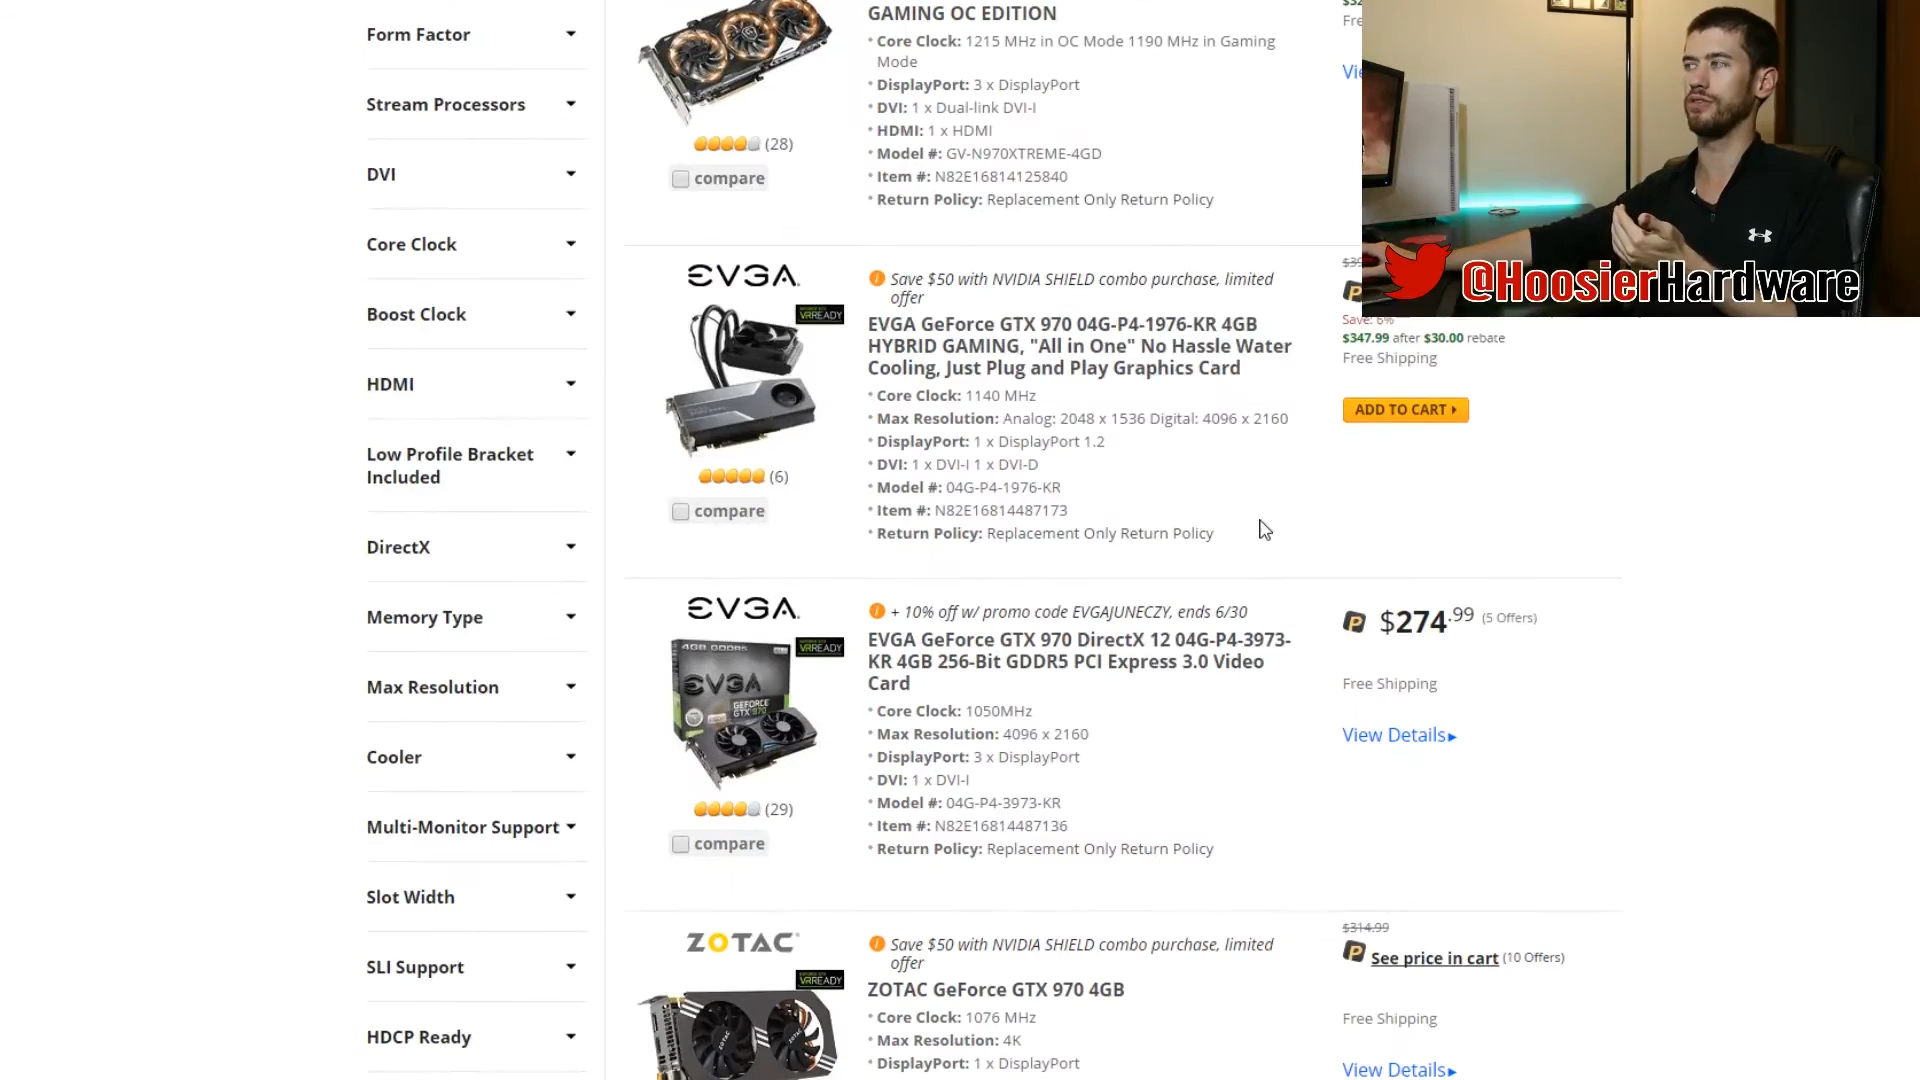 Form Factor
Stream Processors
DVI
Core Clock
Boost Clock
HDMI
Low Profile Bracket
Included
DirectX
Memory Type
Max Resolution
Cooler
Multi-Monitor Support
Slot Width
SLI Support
HDCP Ready
(28)
compare
GAMING OC EDITION
* Core Clock: 1215 MHz in OC Mode 1190 MHz in Gaming
Mode
* DisplayPort: 3 x DisplayPort
* DVI: 1 x Dual-link DVI-I
* HDMI: 1 x HDMI
* Model #: GV-N970XTREME-4GD
* Item #: N82E16814125840
* Return Policy: Replacement Only Return Policy
@HoosierHardware
EVGA.
VR READY
(6)
compare
Save $50 with NVIDIA SHIELD combo purchase, limited
offer
EVGA GeForce GTX 970 04G-P4-1976-KR 4GB
HYBRID GAMING, "All in One" No Hassle Water
Cooling, Just Plug and Play Graphics Card
* Core Clock: 1140 MHz
* Max Resolution: Analog: 2048 x 1536 Digital: 4096 x 2160
* DisplayPort: 1 x DisplayPort 1.2
* DVI: 1 x DVI-I 1 x DVI-D
* Model #: 04G-P4-1976-KR
* Item #: N82E16814487173
* Return Policy: Replacement Only Return Policy
Save: 6%
$347.99 after $30.00 rebate
Free Shipping
ADD TO CART
EVGA.
VR READY
4GB GDDR5
EVGA
GEFORCE
GTX 970
(29)
compare
+ 10% off w/ promo code EVGAJUNECZY, ends 6/30
EVGA GeForce GTX 970 DirectX 12 04G-P4-3973-
KR 4GB 256-Bit GDDR5 PCI Express 3.0 Video
Card
* Core Clock: 1050MHz
* Max Resolution: 4096 x 2160
* DisplayPort: 3 x DisplayPort
* DVI: 1 x DVI-I
* Model #: 04G-P4-3973-KR
* Item #: N82E16814487136
* Return Policy: Replacement Only Return Policy
$274.99 (5 Offers)
Free Shipping
View Details
ZOTAC
VR READY
ZOTAC
ZOTAC
Save $50 with NVIDIA SHIELD combo purchase, limited
offer
ZOTAC GeForce GTX 970 4GB
* Core Clock: 1076 MHz
* Max Resolution: 4K
* DisplayPort: 1 x DisplayPort
$314.99
See price in cart (10 Offers)
Free Shipping
View Details